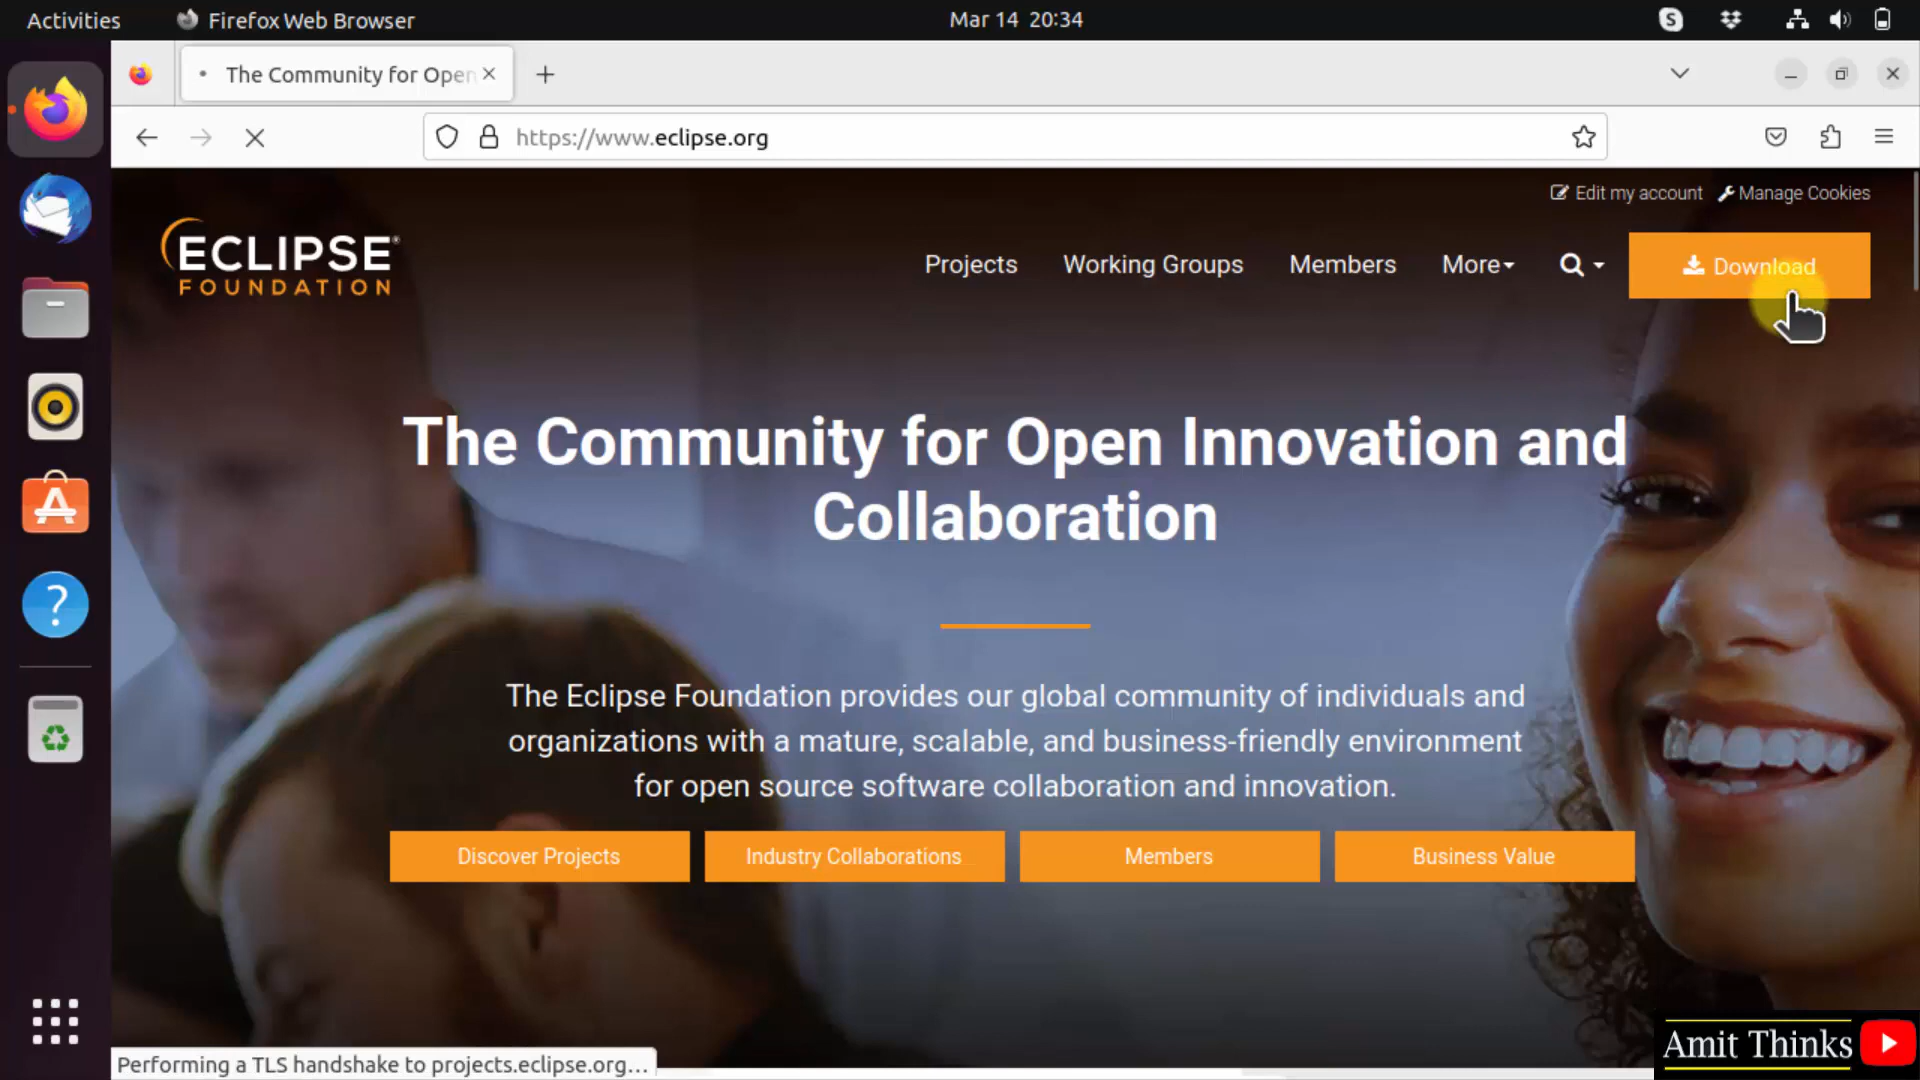 Activities
Firefox Web Browser
Mar 14 20:34
The Community for Open
https://www.eclipse.org
Edit my account
Manage Cookies
ECLIPSE®
FOUNDATION
Projects
Working Groups
Members
More
Download
The Community for Open Innovation and
Collaboration
The Eclipse Foundation provides our global community of individuals and
organizations with a mature, scalable, and business-friendly environment
for open source software collaboration and innovation.
Discover Projects
Industry Collaborations
Members
Business Value
Performing a TLS handshake to projects.eclipse.org...
Amit Thinks